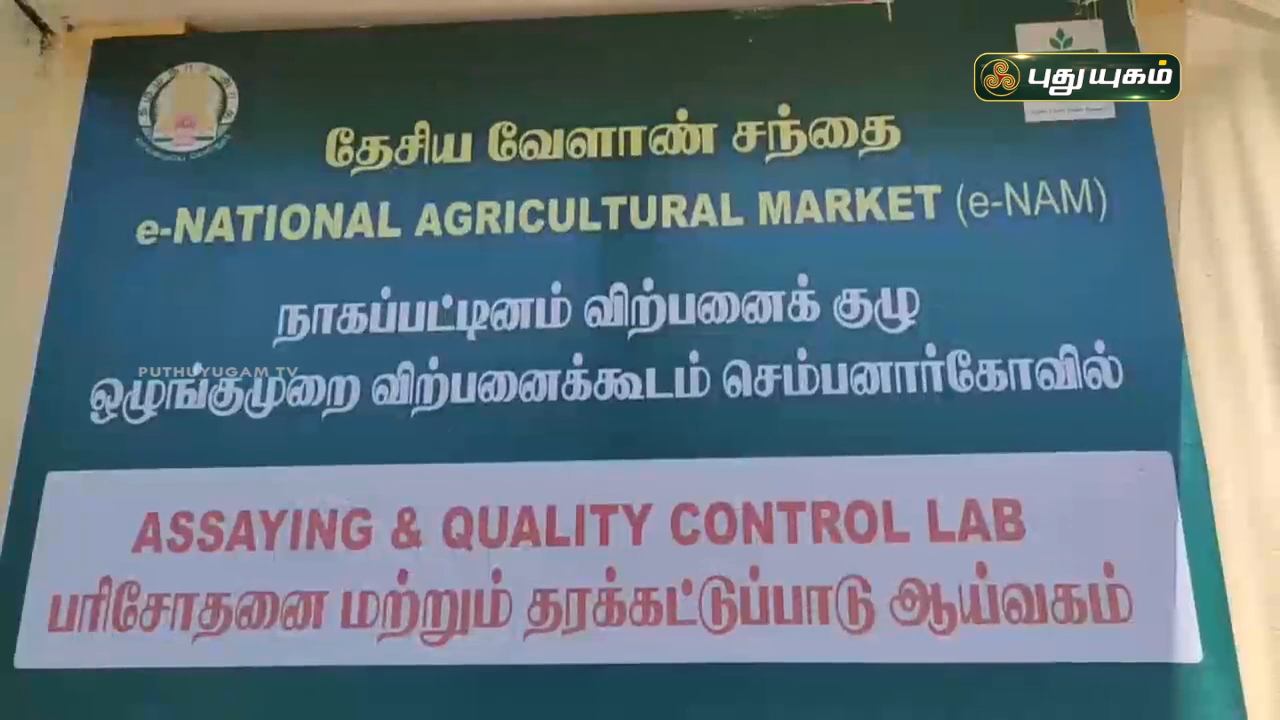 புதுயுகம்
தேசிய வேளாண் சந்தை
e-NATIONAL AGRICULTURAL MARKET (e-NAM)
நாகப்பட்டினம் விற்பனைக் குழு
PUTHUYUGAM TV
ஒழுங்குமுறை விற்பனைக்கூடம் செம்பனார்கோவில்
ASSAYING & QUALITY CONTROL LAB
பரிசோதனை மற்றும் தரக்கட்டுப்பாடு ஆய்வகம்